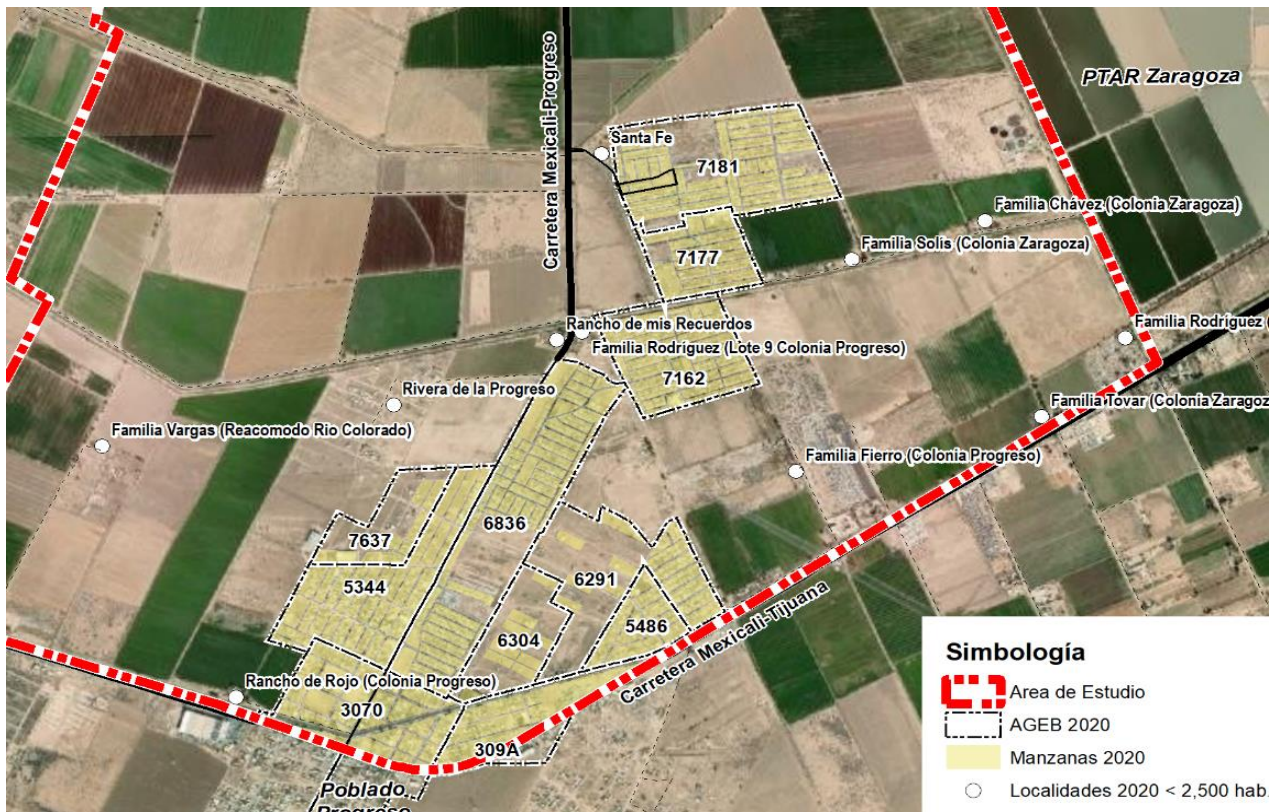 PTAR Zaragoza
Carretera Mexicali-Progreso
Santa Fe
7181
Familia Chávez (Colonia Zaragoza)
Familia Solis (Colonia Zaragoza)
7177
Rancho de mis Recuerdos
Familia Rodríguez (
Familia Rodríguez (Lote 9 Colonia Progreso)
7162
Rivera de la Progreso
Familia Tovar (Colonia Zaragoz
Familia Vargas (Reacomodo Rio Colorado)
Familia Fierro (Colonia Progreso)
6836
7637
6291
5344
5486
6304
Carretera Mexicali-Tijuana
Rancho de Rojo (Colonia Progreso)
3070
309A
Poblado
Progreso
Simbología
Area de Estudio
AGEB 2020
Manzanas 2020
Localidades 2020 < 2,500 hab.